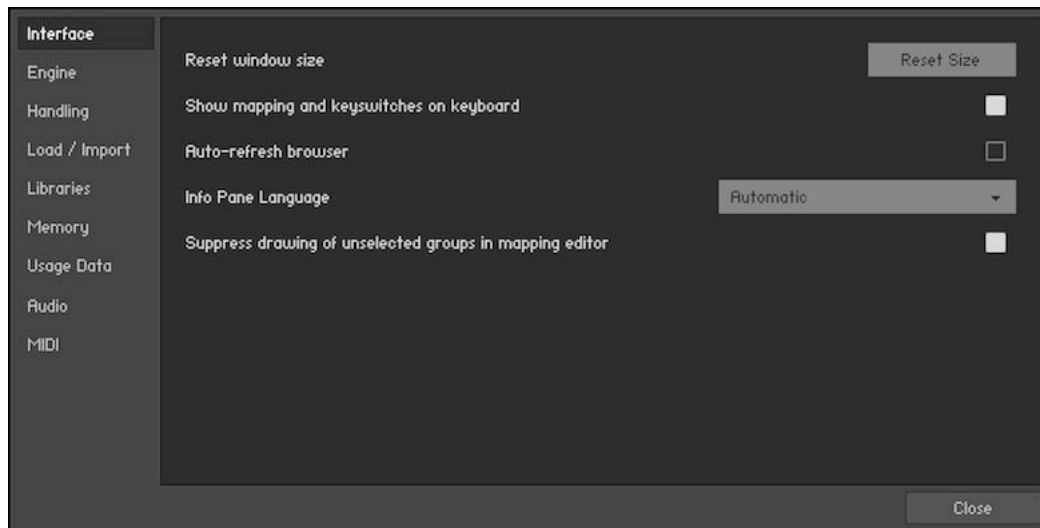 Interface
Engine
Handling
Load / Import
Libraries
Memory
Usage Data
Audio
MIDI
Reset window size
Reset Size
Show mapping and keyswitches on keyboard
Auto-refresh browser
Info Pane Language
Automatic
Suppress drawing of unselected groups in mapping editor
Close